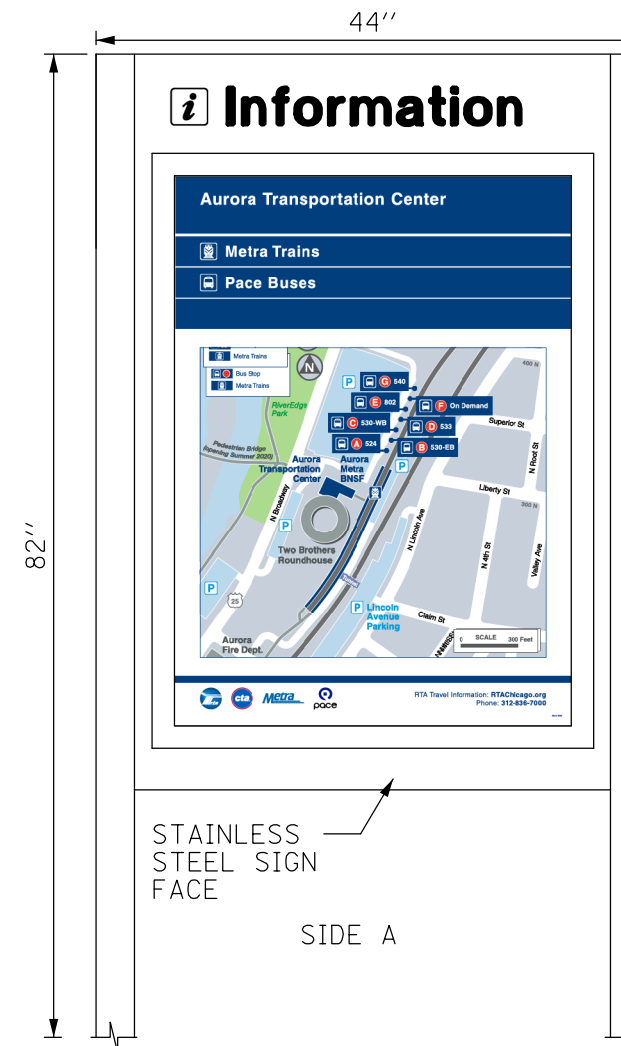 44″
i Information
Aurora Transportation Center
Metra Trains
Pace Buses
Metra Trains
Bus Stop
Metra Trains
N
P
G 540
E 802
F On Demand
C 530-WB
D 533
A 524
B 530-EB
P
400 N
RiverEdge
Park
Superior St
N Root St
Pedestrian Bridge
(opening Summer 2020)
Aurora
Transportation
Center
Aurora
Metra
BNSF
Liberty St
300 N
N Broadway
P
N Lincoln Ave
N 4th St
Valley Ave
Two Brothers
Roundhouse
P
25
P Lincoln
Avenue
Parking
Claim St
Aurora
Fire Dept.
SCALE
0 300 Feet
cta
Metra
pace
RTA Travel Information: RTAChicago.org
Phone: 312-836-7000
82″
STAINLESS
STEEL SIGN
FACE
SIDE A